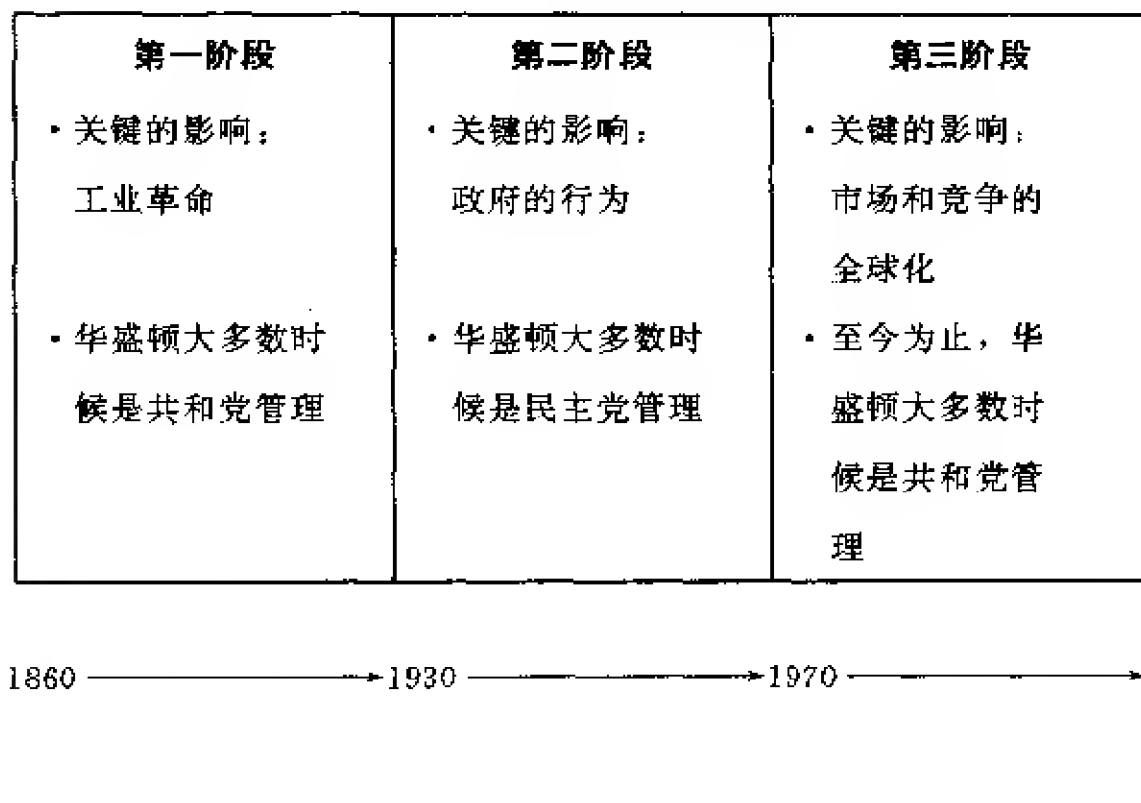 第一阶段
• 关键的影响：
工业革命
• 华盛顿大多数时
候是共和党管理
第二阶段
• 关键的影响：
政府的行为
• 华盛顿大多数时
候是民主党管理
第三阶段
• 关键的影响：
市场和竞争的
全球化
• 至今为止，华
盛顿大多数时
候是共和党管
理
1860 1930 1970